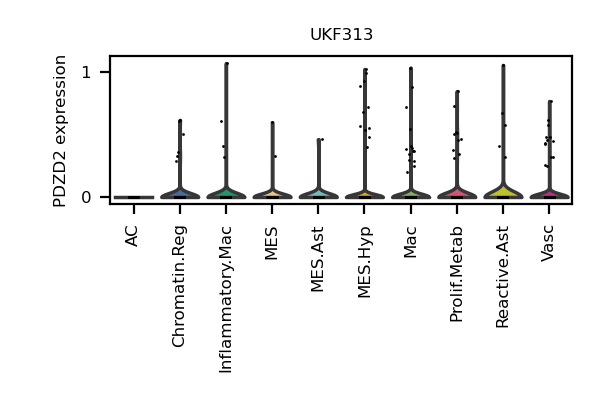 UKF313
PDZD2 expression
1
0
AC
Chromatin.Reg
Inflammatory.Mac
MES
MES.Ast
MES.Hyp
Mac
Prolif.Metab
Reactive.Ast
Vasc